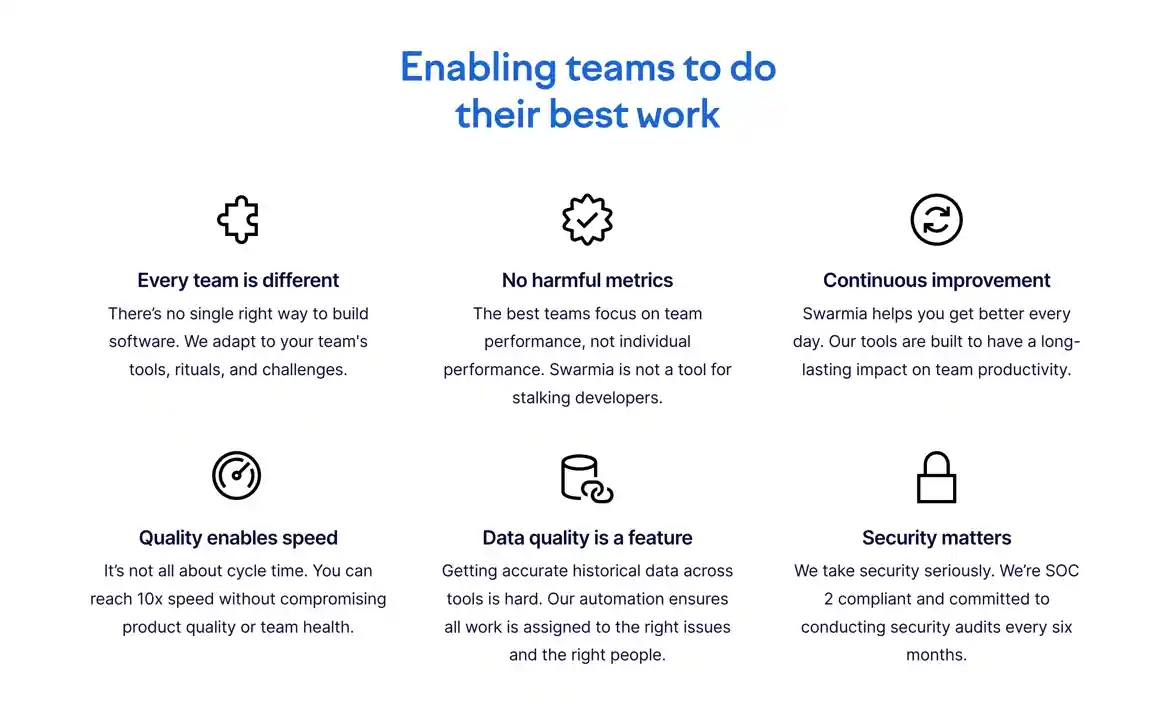 Enabling teams to do
their best work
Every team is different
There’s no single right way to build
software. We adapt to your team's
tools, rituals, and challenges.
No harmful metrics
The best teams focus on team
performance, not individual
performance. Swarmia is not a tool for
stalking developers.
Continuous improvement
Swarmia helps you get better every
day. Our tools are built to have a long-
lasting impact on team productivity.
Quality enables speed
It’s not all about cycle time. You can
reach 10x speed without compromising
product quality or team health.
Data quality is a feature
Getting accurate historical data across
tools is hard. Our automation ensures
all work is assigned to the right issues
and the right people.
Security matters
We take security seriously. We’re SOC
2 compliant and committed to
conducting security audits every six
months.